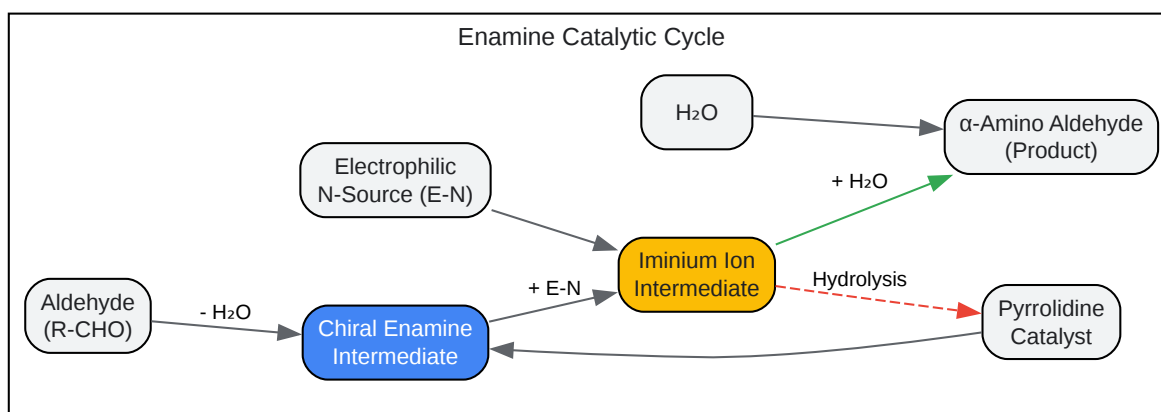 Enamine Catalytic Cycle
H₂O
α-Amino Aldehyde
(Product)
Electrophilic
N-Source (E-N)
+ H₂O
Iminium Ion
Intermediate
Hydrolysis
+ E-N
Aldehyde
(R-CHO)
- H₂O
Chiral Enamine
Intermediate
Pyrrolidine
Catalyst